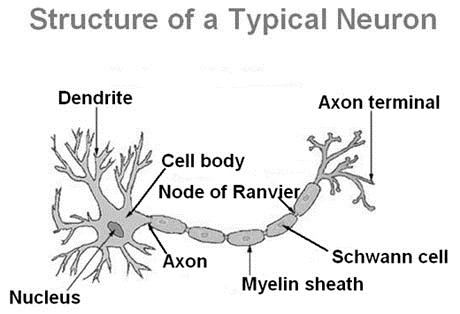 Structure of a Typical Neuron
Dendrite
Axon terminal
Cell body
Node of Ranvier
Axon
Schwann cell
Myelin sheath
Nucleus